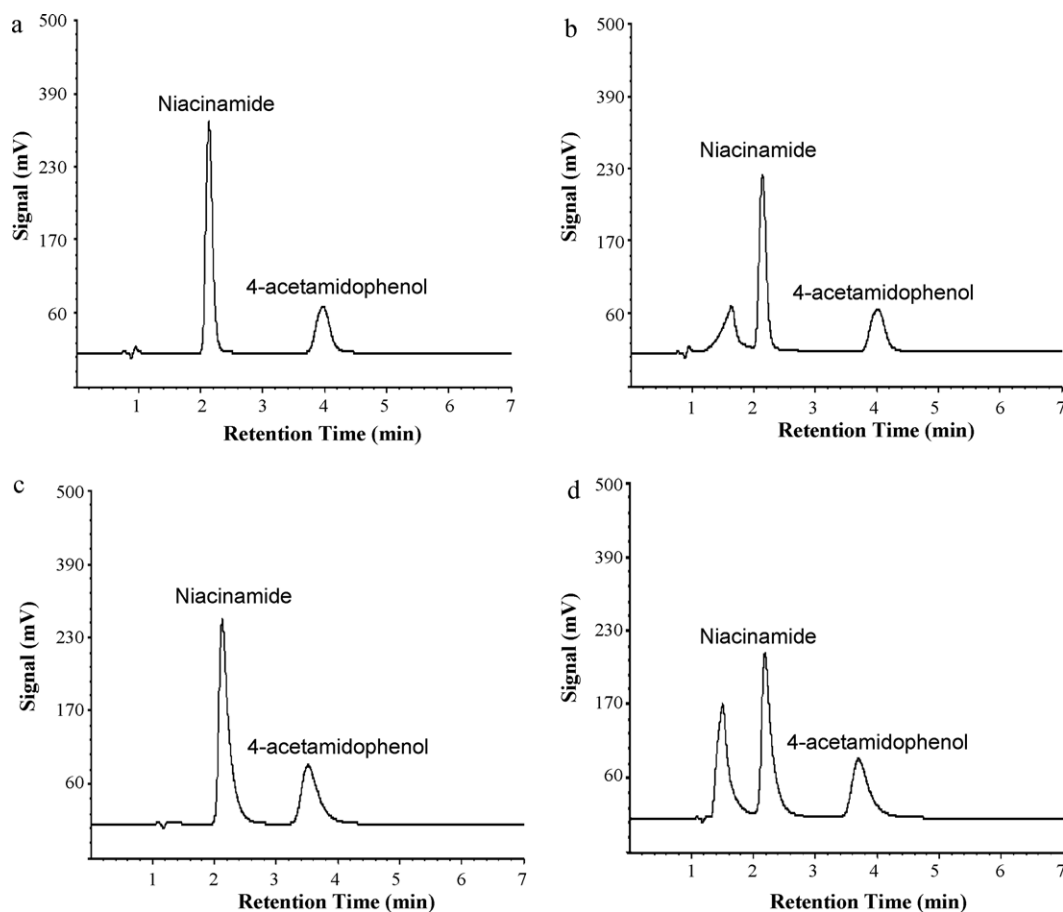 a
500
390
230
170
60
Signal (mV)
Niacinamide
4-acetamidophenol
1 2 3 4 5 6 7
Retention Time (min)
b
500
390
230
170
60
Signal (mV)
Niacinamide
4-acetamidophenol
1 2 3 4 5 6 7
Retention Time (min)
c
500
390
230
170
60
Signal (mV)
Niacinamide
4-acetamidophenol
1 2 3 4 5 6 7
Retention Time (min)
d
500
390
230
170
60
Signal (mV)
Niacinamide
4-acetamidophenol
1 2 3 4 5 6 7
Retention Time (min)